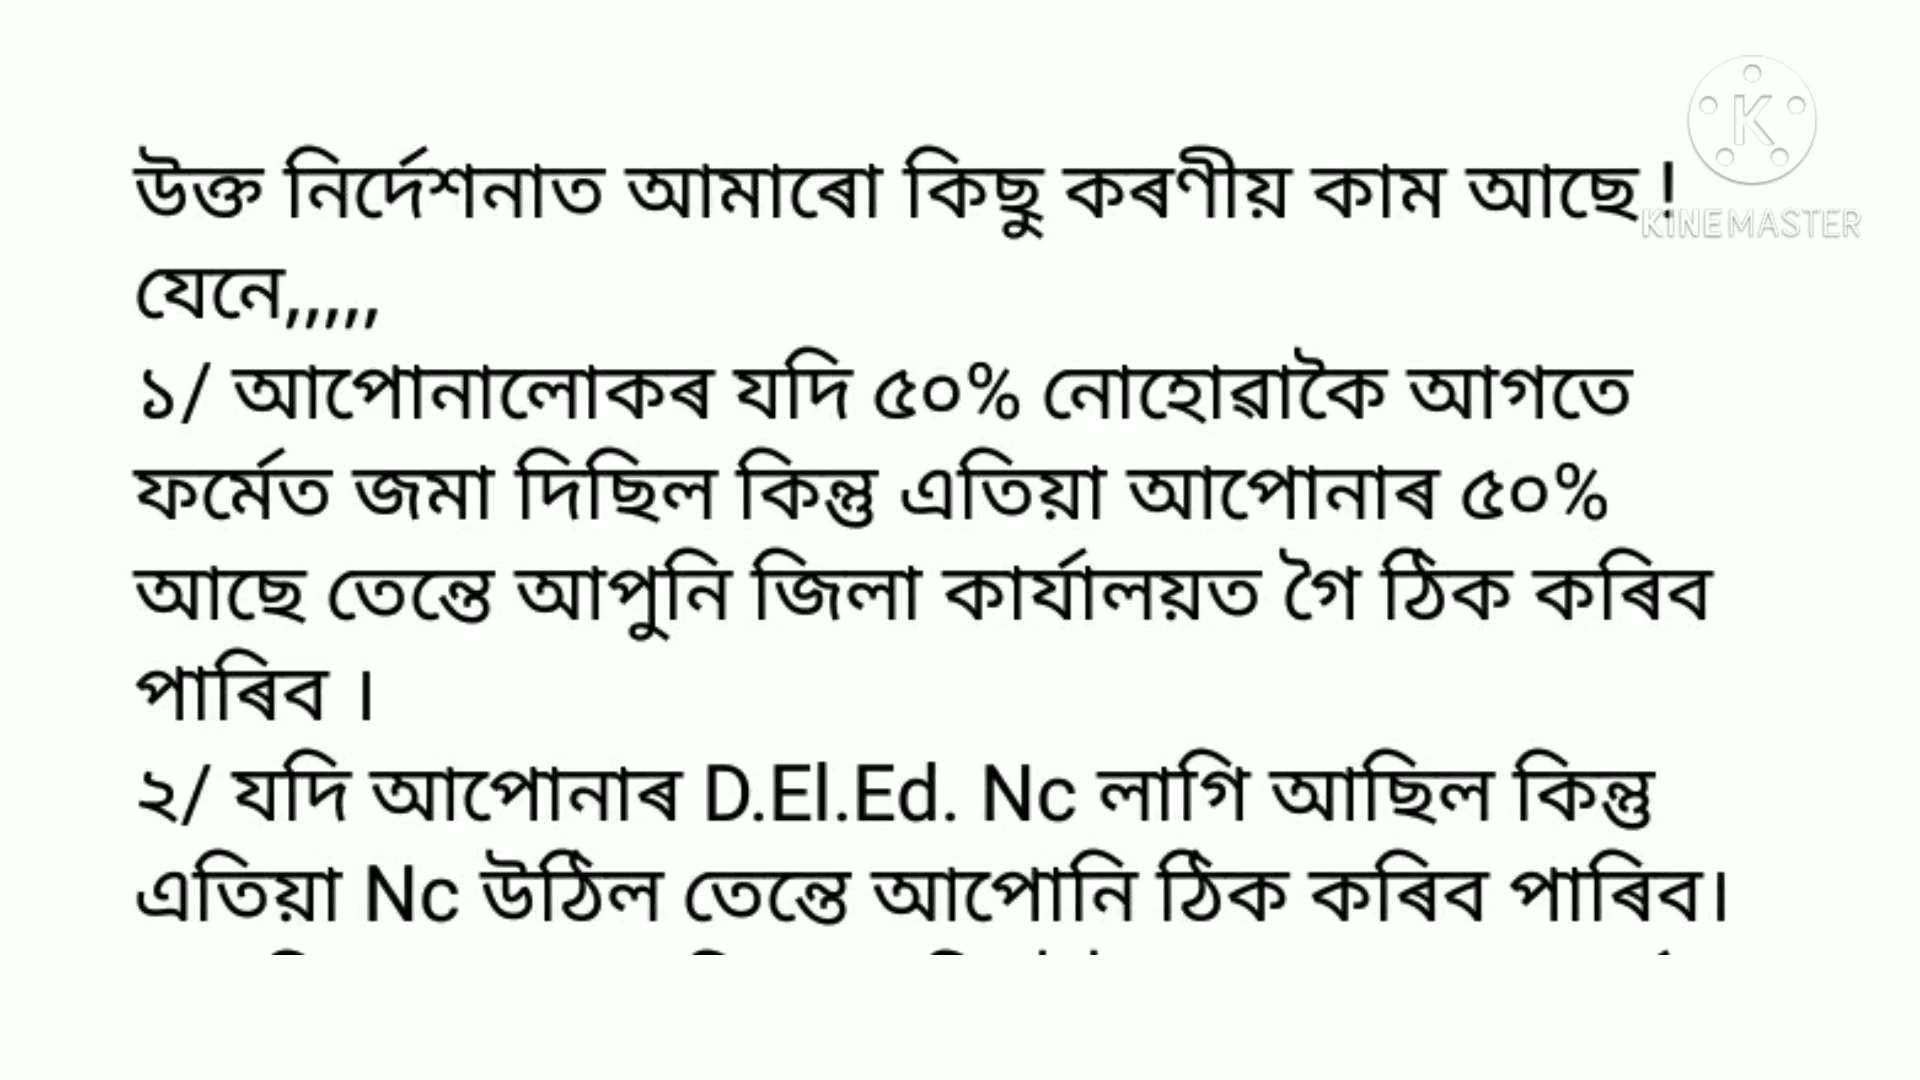 উক্ত নিৰ্দেশনাত আমাৰো কিছু কৰণীয় কাম আছে !
যেনে,,,,,
১/ আপোনালোকৰ যদি ৫০% নোহোৱাকৈ আগতে
ফৰ্মেত জমা দিছিল কিন্তু এতিয়া আপোনাৰ ৫০%
আছে তেন্তে আপুনি জিলা কাৰ্যালয়ত গৈ ঠিক কৰিব
পাৰিব ।
২/ যদি আপোনাৰ D.El.Ed. Nc লাগি আছিল কিন্তু
এতিয়া Nc উঠিল তেন্তে আপোনি ঠিক কৰিব পাৰিব।
K
KINEMASTER